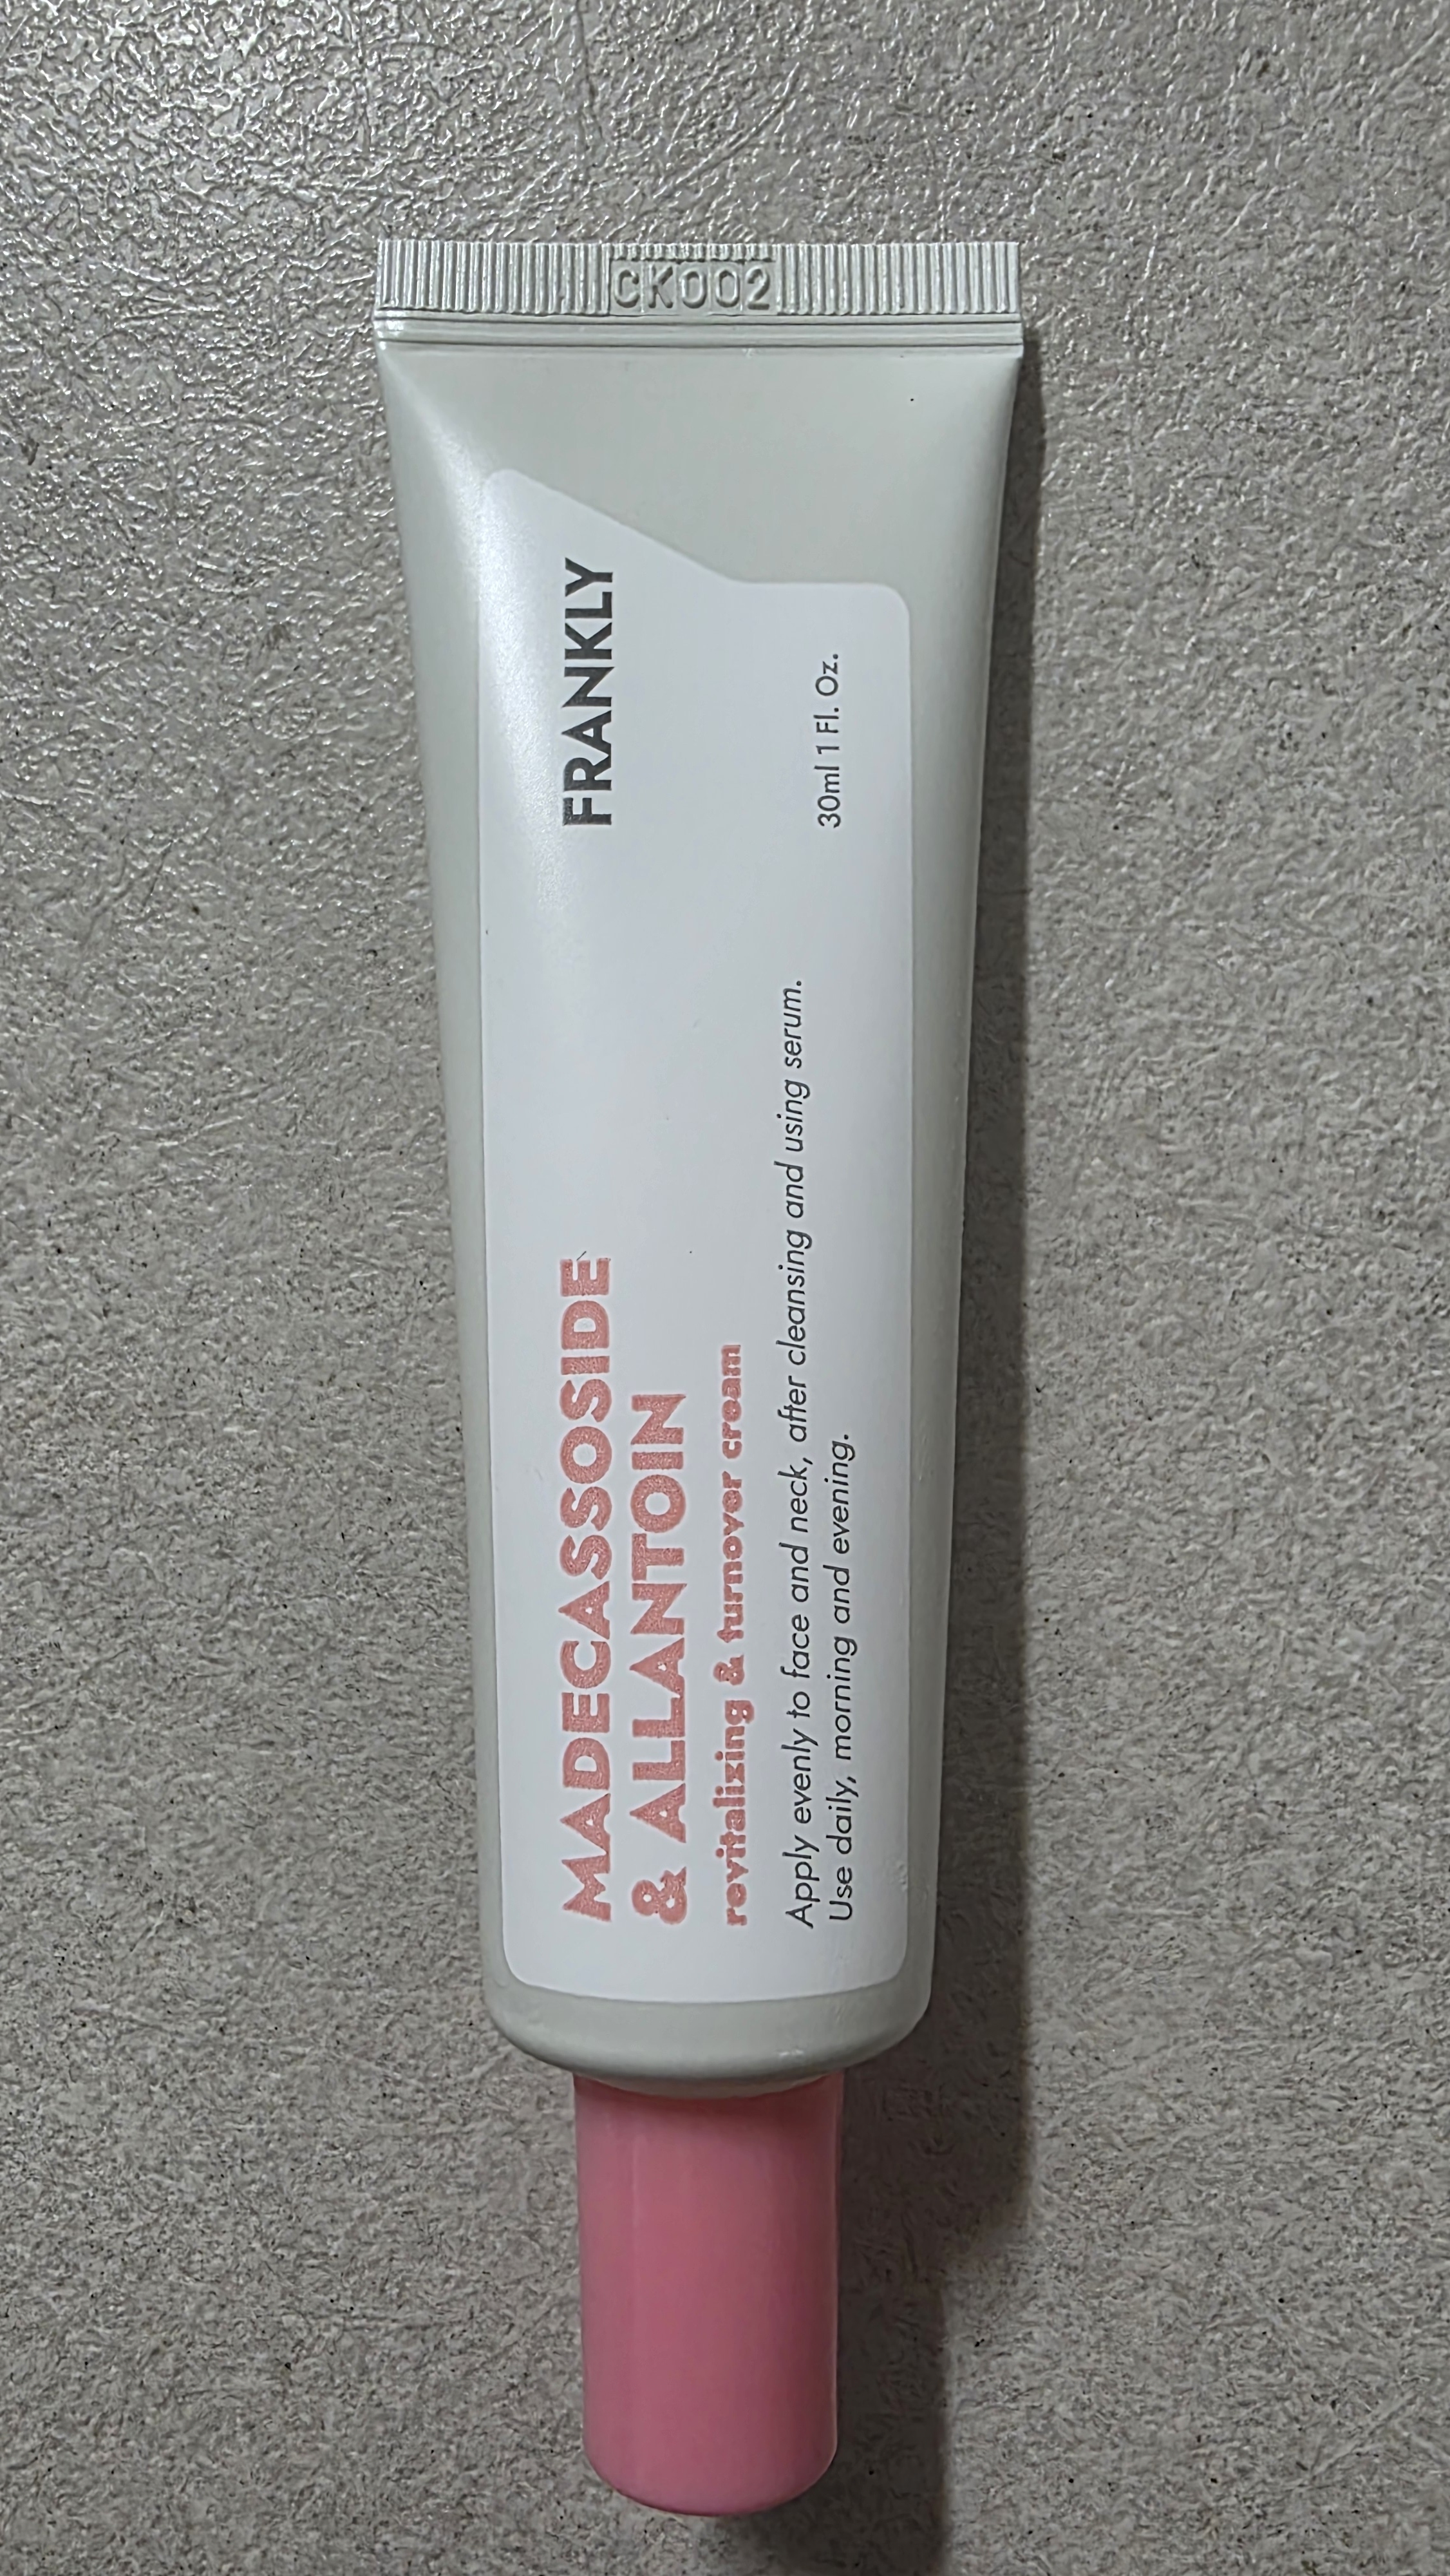 CK002
FRANKLY
30ml 1 Fl. Oz.
MADECASSOSIDE
& ALLANTOIN
revitalizing & turnover cream
Apply evenly to face and neck, after cleansing and using serum.
Use daily, morning and evening.